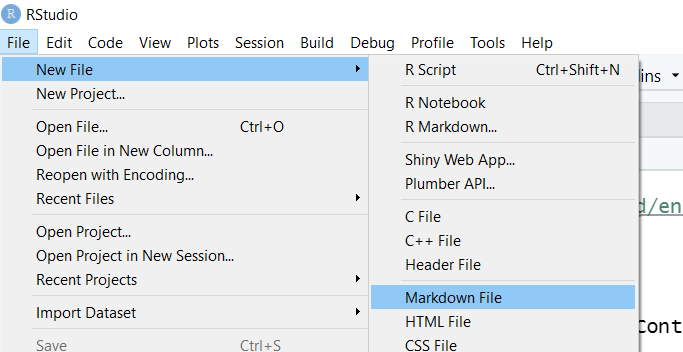 R RStudio
File Edit Code View Plots Session Build Debug Profile Tools Help
New File
New Project...
Open File... Ctrl+O
Open File in New Column...
Reopen with Encoding...
Recent Files
Open Project...
Open Project in New Session...
Recent Projects
Import Dataset
Save Ctrl+S
R Script Ctrl+Shift+N
R Notebook
R Markdown...
Shiny Web App...
Plumber API...
C File
C++ File
Header File
Markdown File
HTML File
CSS File
ins
d/en
Cont